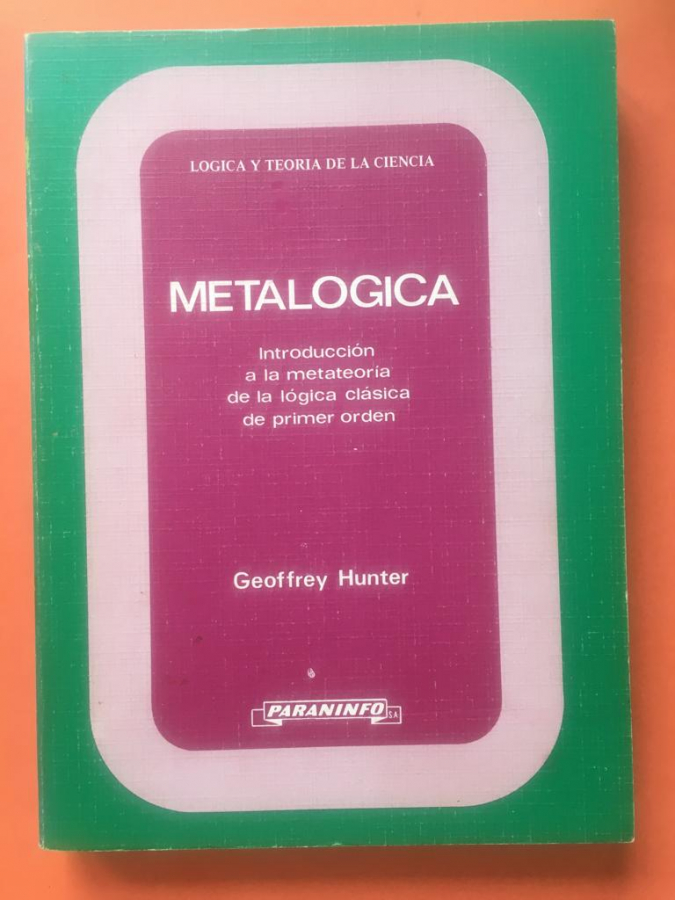 LOGICA Y TEORIA DE LA CIENCIA
METALOGICA
Introducción
a la metateoría
de la lógica clásica
de primer orden
Geoffrey Hunter
PARANINFO S.A.